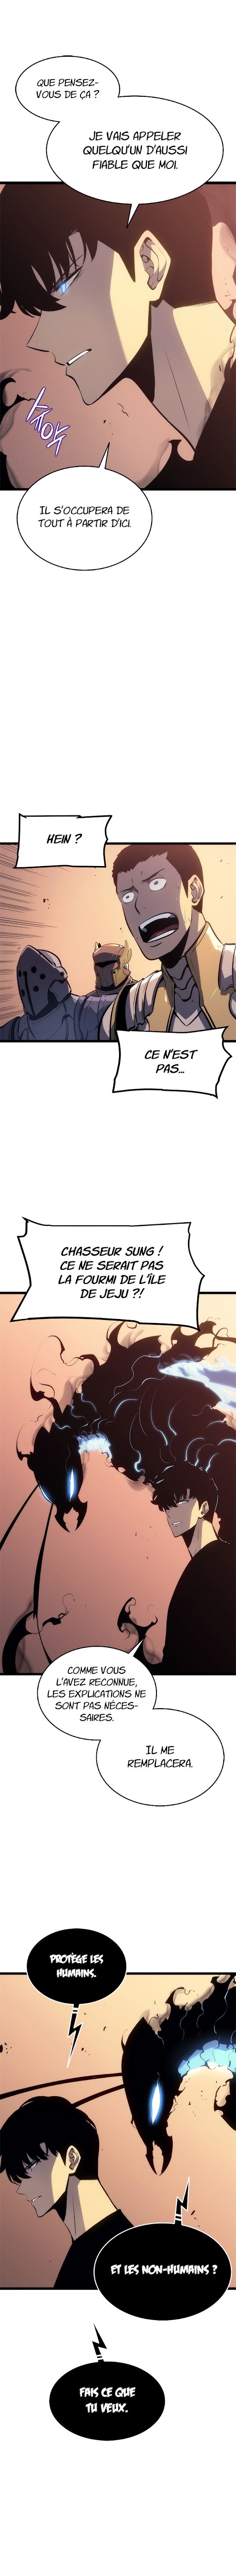 QUE PENSEZ-
VOUS DE ÇA ?
JE VAIS APPELER
QUELQU'UN D'AUSSI
FIABLE QUE MOI.
IL S'OCCUPERA DE
TOUT À PARTIR D'ICI.
HEIN ?
CE N'EST
PAS...
CHASSEUR SUNG !
CE NE SERAIT PAS
LA FOURMI DE L'ÎLE
DE JEJU ?!
COMME VOUS
L'AVEZ RECONNUE,
LES EXPLICATIONS NE
SONT PAS NÉCES-
SAIRES.
IL ME
REMPLACERA.
PROTÈGE LES
HUMAINS.
ET LES NON-HUMAINS ?
FAIS CE QUE
TU VEUX.